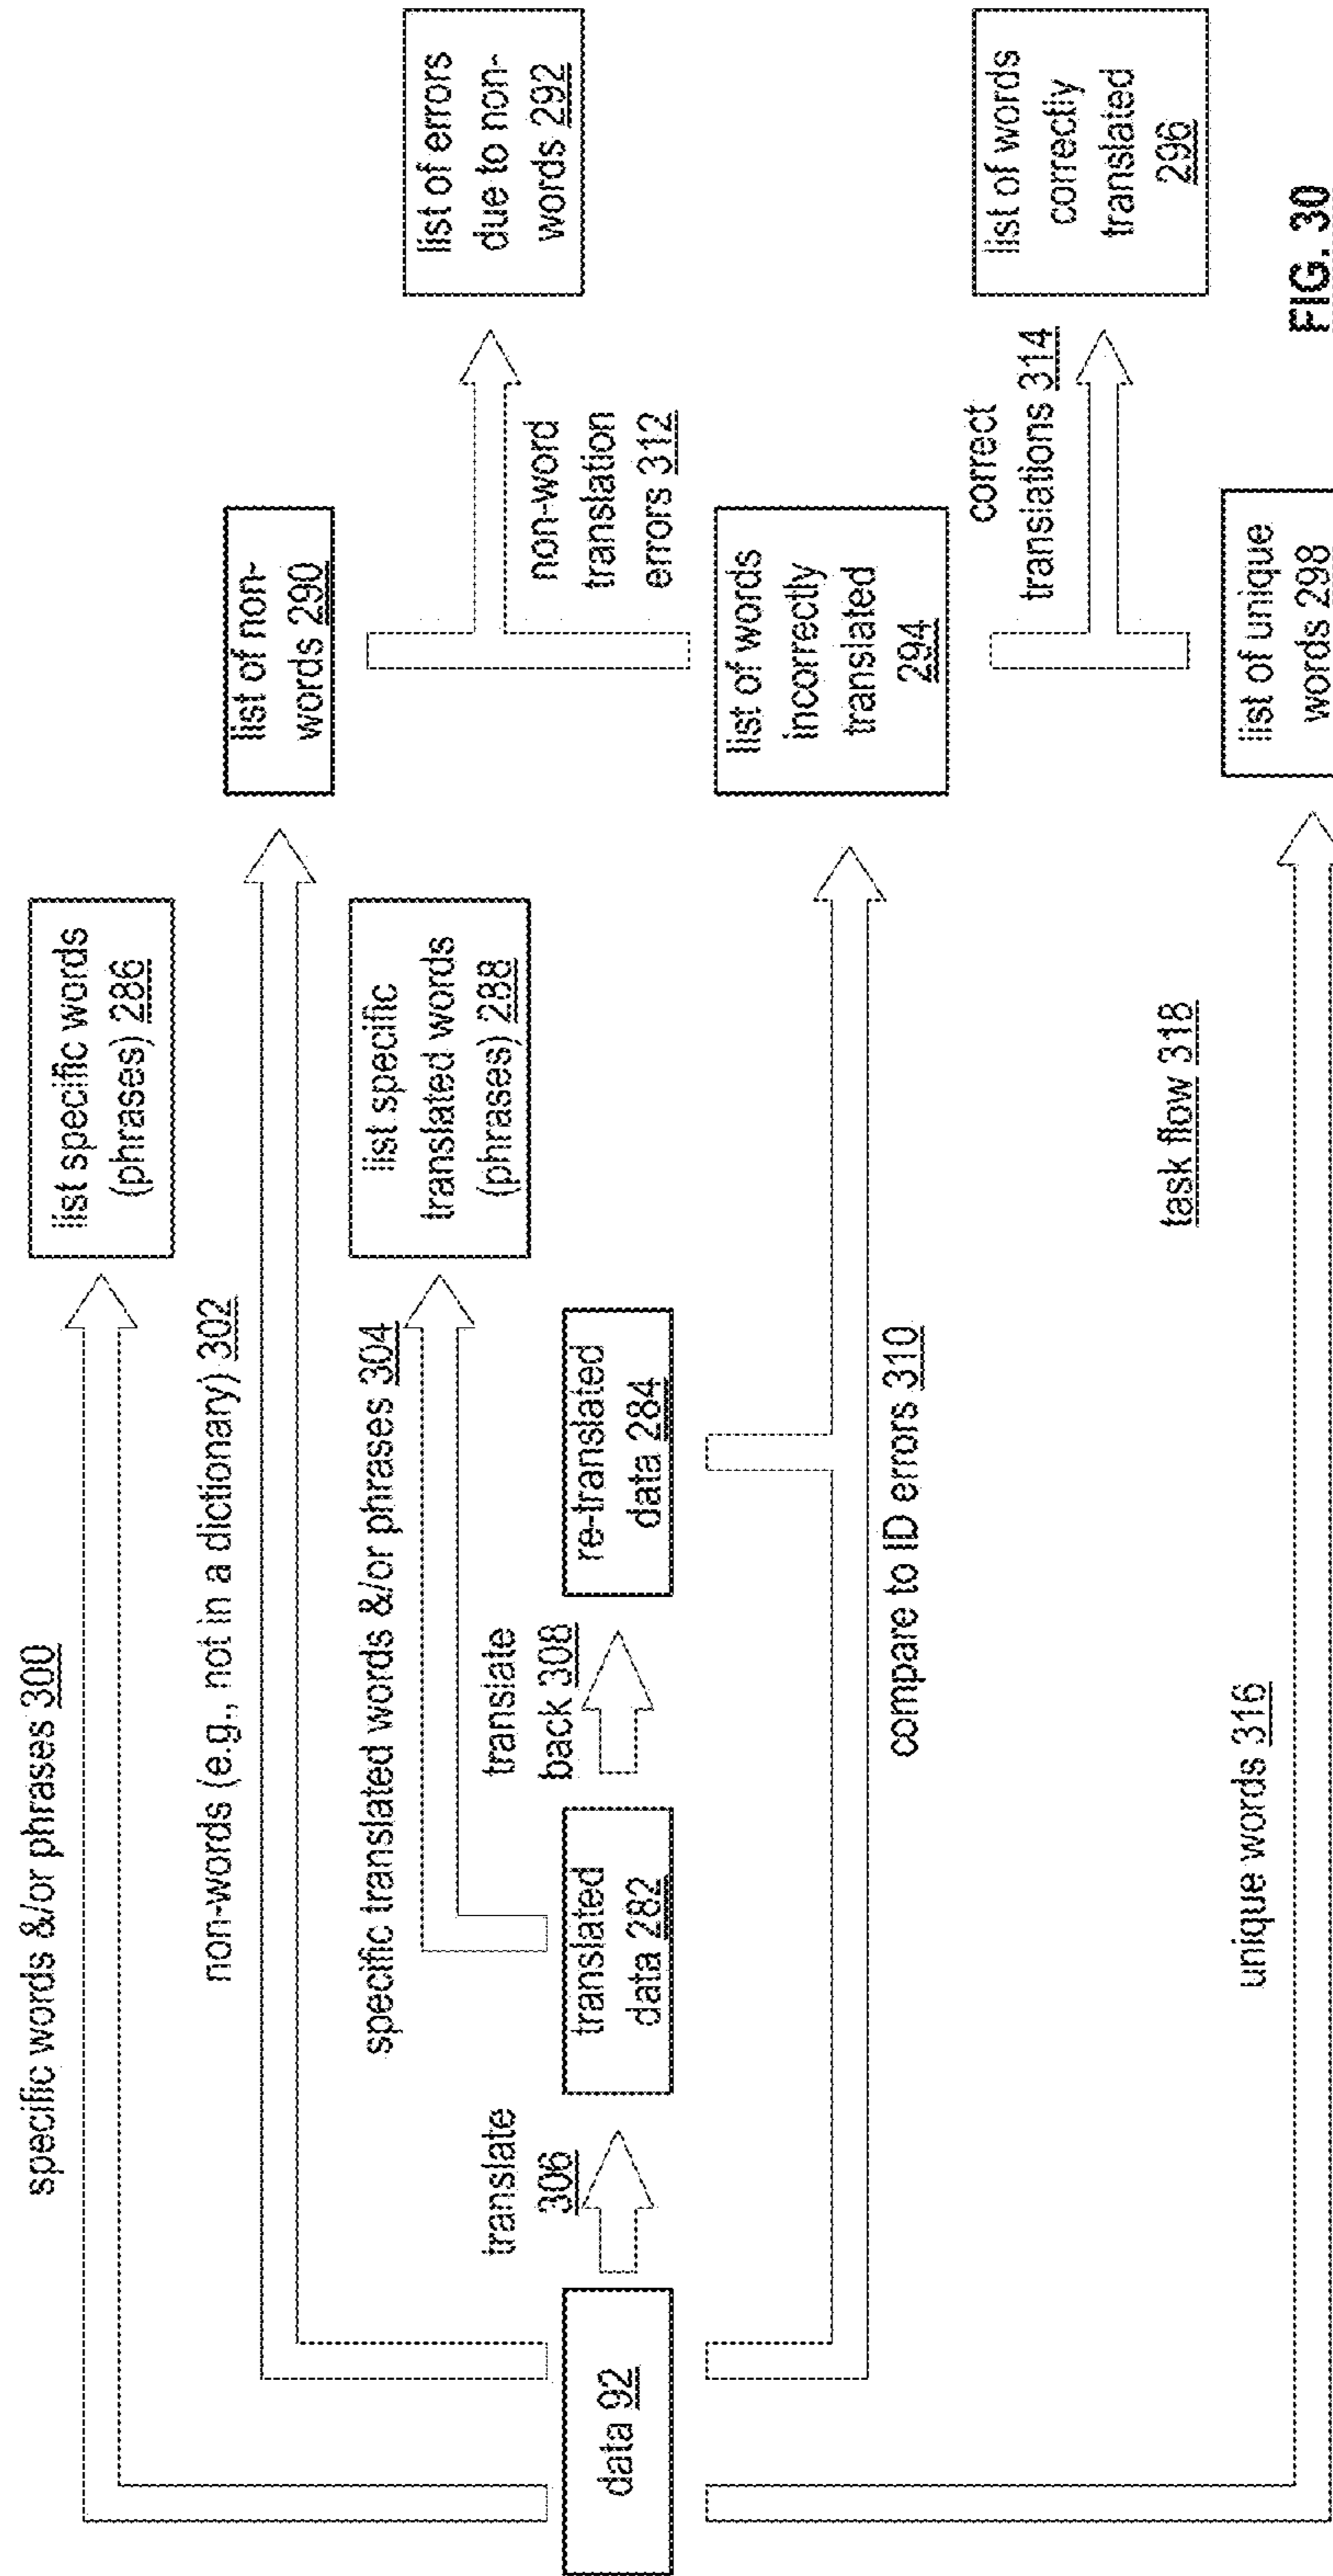 specific words &/or phrases 300
list specific words
(phrases) 286
non-words (e.g., not in a dictionary) 302
list of non-
words 290
list of errors
due to non-
words 292
specific translated words &/or phrases 304
list specific
translated words
(phrases) 288
non-word
translation
errors 312
data 92
translate
306
translated
data 282
translate
back 308
re-translated
data 284
list of words
incorrectly
translated
294
compare to ID errors 310
correct
translations 314
list of words
correctly
translated
296
task flow 318
unique words 316
list of unique
words 298
FIG. 30